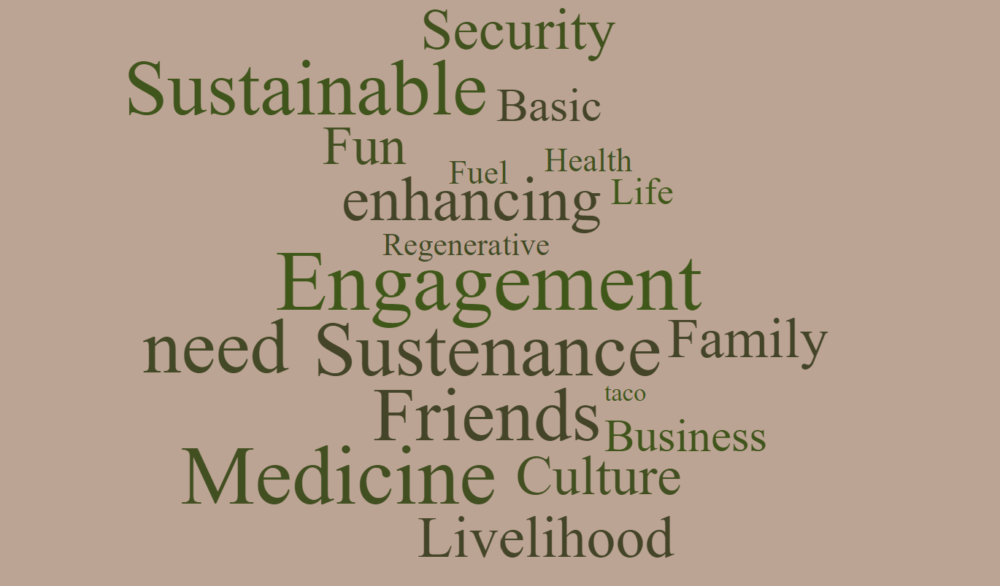 Security
Sustainable Basic
Fun
Fuel Health
enhancing Life
Regenerative
Engagement
need Sustenance Family
Friends taco
Business
Medicine Culture
Livelihood